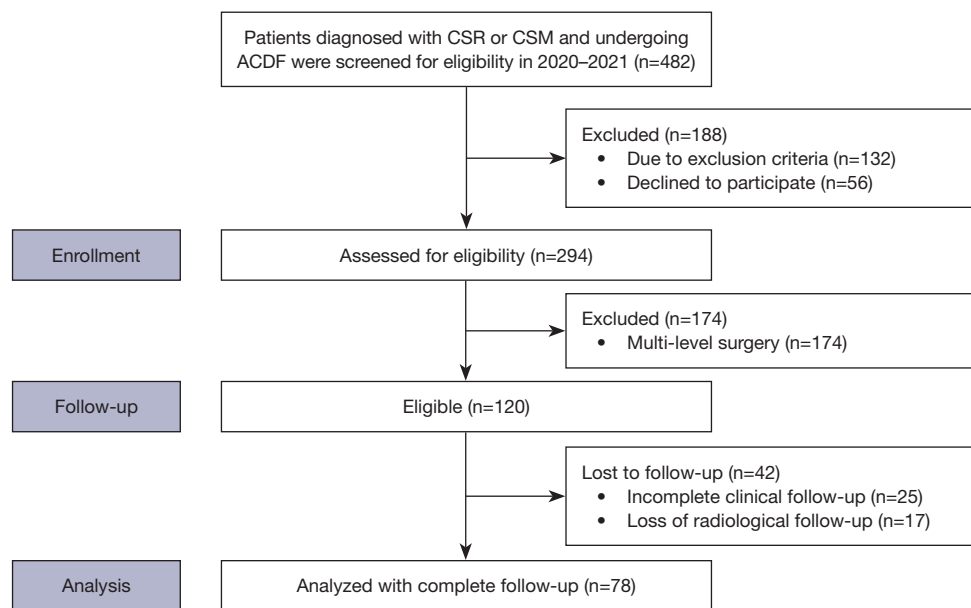 Patients diagnosed with CSR or CSM and undergoing
ACDF were screened for eligibility in 2020–2021 (n=482)
Excluded (n=188)
• Due to exclusion criteria (n=132)
• Declined to participate (n=56)
Enrollment
Assessed for eligibility (n=294)
Excluded (n=174)
• Multi-level surgery (n=174)
Follow-up
Eligible (n=120)
Lost to follow-up (n=42)
• Incomplete clinical follow-up (n=25)
• Loss of radiological follow-up (n=17)
Analysis
Analyzed with complete follow-up (n=78)